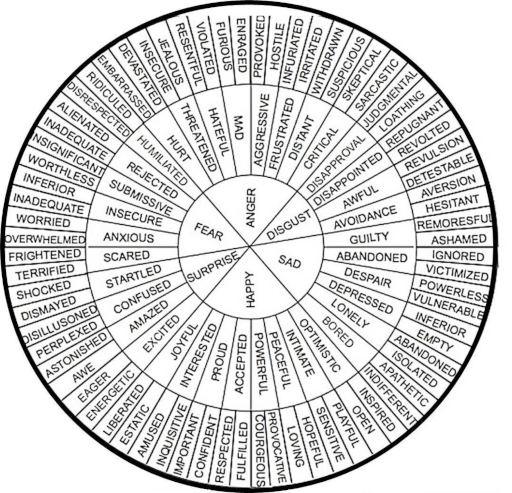 ANGER
DISGUST
SAD
HAPPY
SURPRISE
FEAR
MAD
AGGRESSIVE
FRUSTRATED
DISTANT
CRITICAL
DISAPPROVAL
DISAPPOINTED
AWFUL
AVOIDANCE
GUILTY
ABANDONED
DESPAIR
DEPRESSED
LONELY
BORED
OPTIMISTIC
INTIMATE
PEACEFUL
POWERFUL
ACCEPTED
PROUD
INTERESTED
JOYFUL
EXCITED
AMAZED
CONFUSED
STARTLED
SCARED
ANXIOUS
INSECURE
SUBMISSIVE
REJECTED
HUMILIATED
HURT
THREATENED
HATEFUL
ENRAGED
PROVOKED
HOSTILE
INFURIATED
IRRITATED
WITHDRAWN
SUSPICIOUS
SKEPTICAL
SARCASTIC
JUDGMENTAL
LOATHING
REPUGNANT
REVOLTED
REVULSION
DETESTABLE
AVERSION
HESITANT
REMORESFUL
ASHAMED
IGNORED
VICTIMIZED
POWERLESS
VULNERABLE
INFERIOR
EMPTY
ABANDONED
ISOLATED
APATHETIC
INDIFFERENT
INSPIRED
OPEN
PLAYFUL
SENSITIVE
HOPEFUL
LOVING
PROVOCATIVE
COURGEOUS
FULFILLED
RESPECTED
CONFIDENT
IMPORTANT
INQUISITIVE
AMUSED
ESTATIC
LIBERATED
ENERGETIC
EAGER
AWE
ASTONISHED
PERPLEXED
DISILLUSIONED
DISMAYED
SHOCKED
TERRIFIED
FRIGHTENED
OVERWHELMED
WORRIED
INADEQUATE
INFERIOR
WORTHLESS
INSIGNIFICANT
INADEQUATE
ALIENATED
DISRESPECTED
RIDICULED
EMBARRASSED
DEVASTATED
INSECURE
JEALOUS
RESENTFUL
VIOLATED
FURIOUS